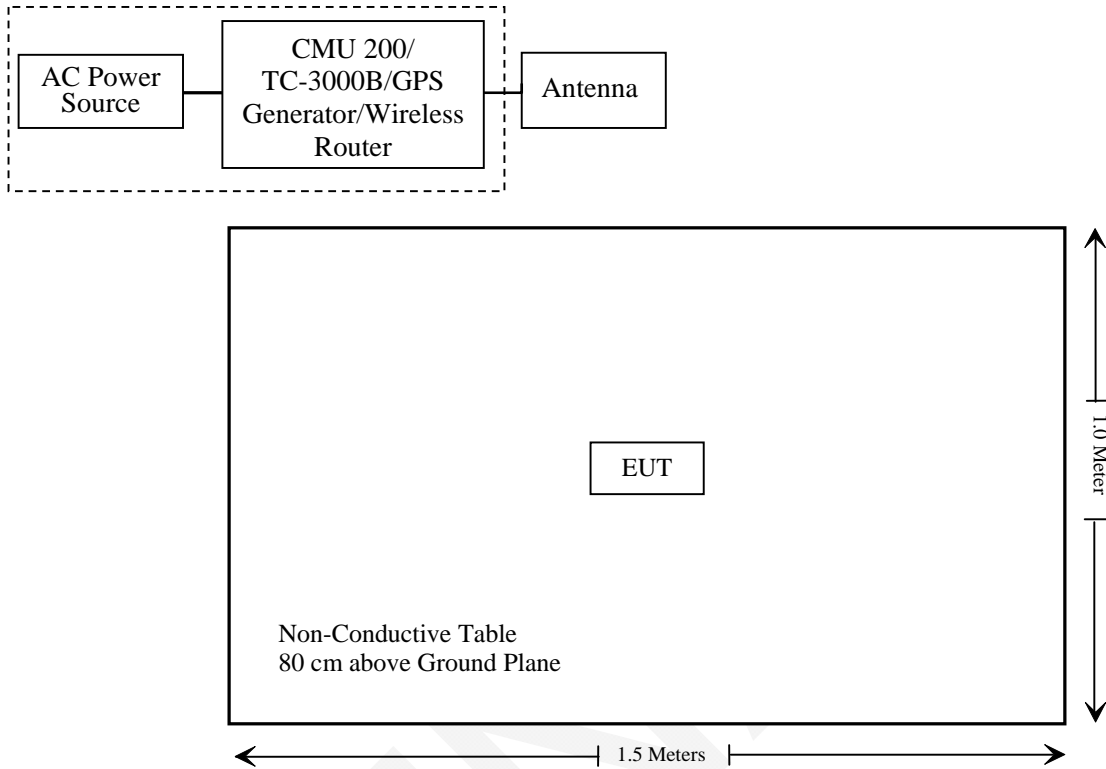 AC Power
Source
CMU 200/
TC-3000B/GPS
Generator/Wireless
Router
Antenna
EUT
1.0 Meter
Non-Conductive Table
80 cm above Ground Plane
1.5 Meters